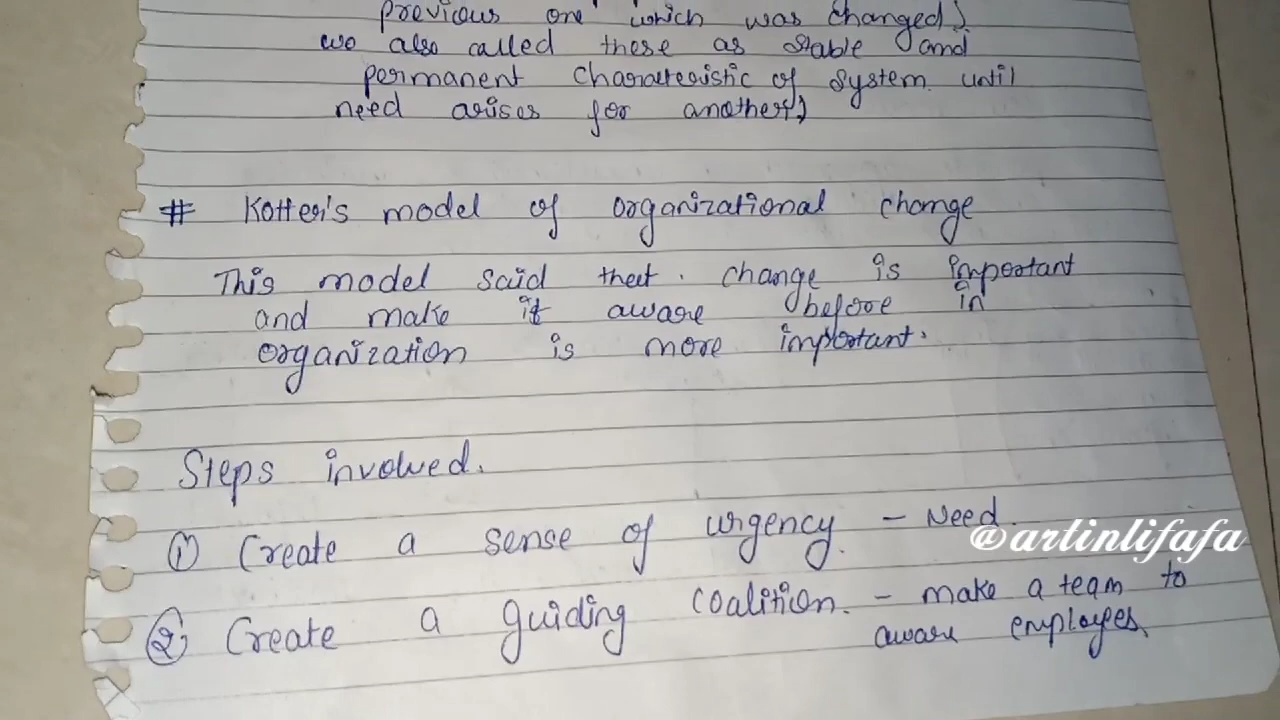 previous one which was changed)
we also called these as stable and
permanent characteristic of system until
need arises for another)
# Kotter's model of organizational change
This model said that change is important
and make it aware before in
organization is more important.
Steps involved.
① Create a sense of urgency. - Need.
@artinlifafa
② Create a guiding coalition. - make a team to
aware employees